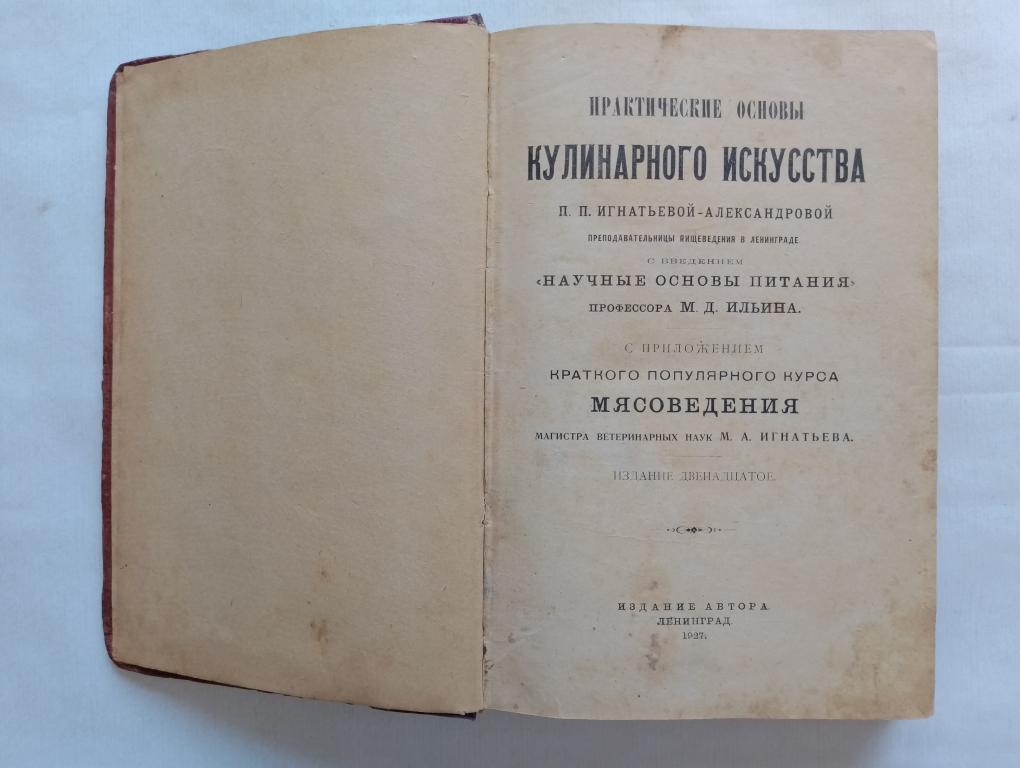 ПРАКТИЧЕСКИЕ ОСНОВЫ
КУЛИНАРНОГО ИСКУССТВА
П. П. ИГНАТЬЕВОЙ-АЛЕКСАНДРОВОЙ
ПРЕПОДАВАТЕЛЬНИЦЫ ПИЩЕВЕДЕНИЯ В ЛЕНИНГРАДЕ
С ВВЕДЕНИЕМ
«НАУЧНЫЕ ОСНОВЫ ПИТАНИЯ»
ПРОФЕССОРА М. Д. ИЛЬИНА.
С ПРИЛОЖЕНИЕМ
КРАТКОГО ПОПУЛЯРНОГО КУРСА
МЯСОВЕДЕНИЯ
МАГИСТРА ВЕТЕРИНАРНЫХ НАУК М. А. ИГНАТЬЕВА.
ИЗДАНИЕ ДВЕНАДЦАТОЕ.
ИЗДАНИЕ АВТОРА.
ЛЕНИНГРАД.
1927.